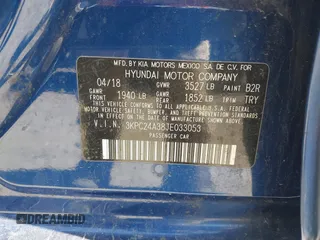 MFD. BY KIA MOTORS MEXICO S.A. DE C.V. FOR
HYUNDAI MOTOR COMPANY
04/18 GVWR 3527 LB PAINT B2R
GAWR FRONT 1940 LB GAWR REAR 1852 LB TRIM TRY
THIS VEHICLE CONFORMS TO ALL APPLICABLE
FEDERAL MOTOR VEHICLE SAFETY, BUMPER, AND
THEFT PREVENTION STANDARDS IN EFFECT ON THE
DATE OF MANUFACTURE SHOWN ABOVE.
V.I.N. :3KPC24A38JE033053
PASSENGER CAR
DREAMBID